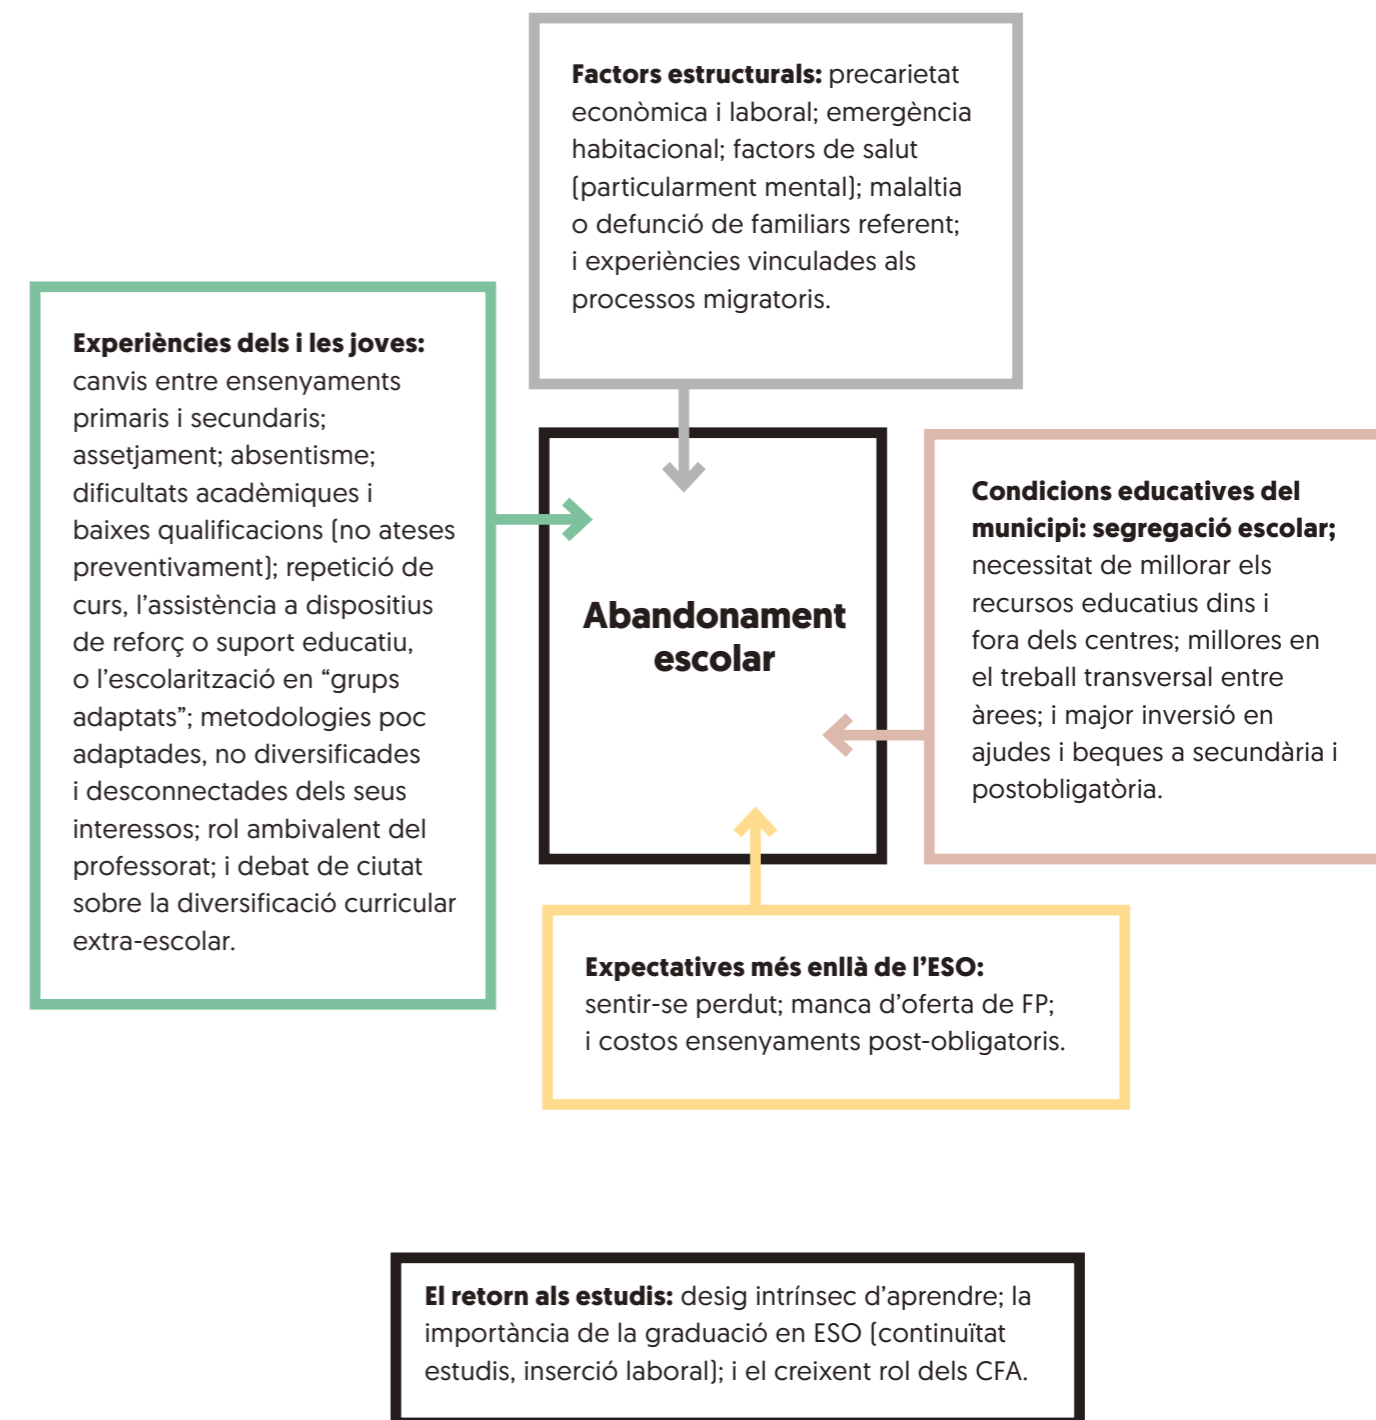 Factors estructurals: precarietat
econòmica i laboral; emergència
habitacional; factors de salut
(particularment mental); malaltia
o defunció de familiars referent;
i experiències vinculades als
processos migratoris.
Experiències dels i les joves:
canvis entre ensenyaments
primaris i secundaris;
assetjament; absentisme;
dificultats acadèmiques i
baixes qualificacions (no ateses
preventivament); repetició de
curs, l’assistència a dispositius
de reforç o suport educatiu,
o l’escolarització en “grups
adaptats”; metodologies poc
adaptades, no diversificades
i desconnectades dels seus
interessos; rol ambivalent del
professorat; i debat de ciutat
sobre la diversificació curricular
extra-escolar.
Abandonament
escolar
Condicions educatives del
municipi: segregació escolar;
necessitat de millorar els
recursos educatius dins i
fora dels centres; millores en
el treball transversal entre
àrees; i major inversió en
ajudes i beques a secundària i
postobligatòria.
Expectatives més enllà de l’ESO:
sentir-se perdut; manca d’oferta de FP;
i costos ensenyaments post-obligatoris.
El retorn als estudis: desig intrínsec d’aprendre; la
importància de la graduació en ESO (continuïtat
estudis, inserció laboral); i el creixent rol dels CFA.